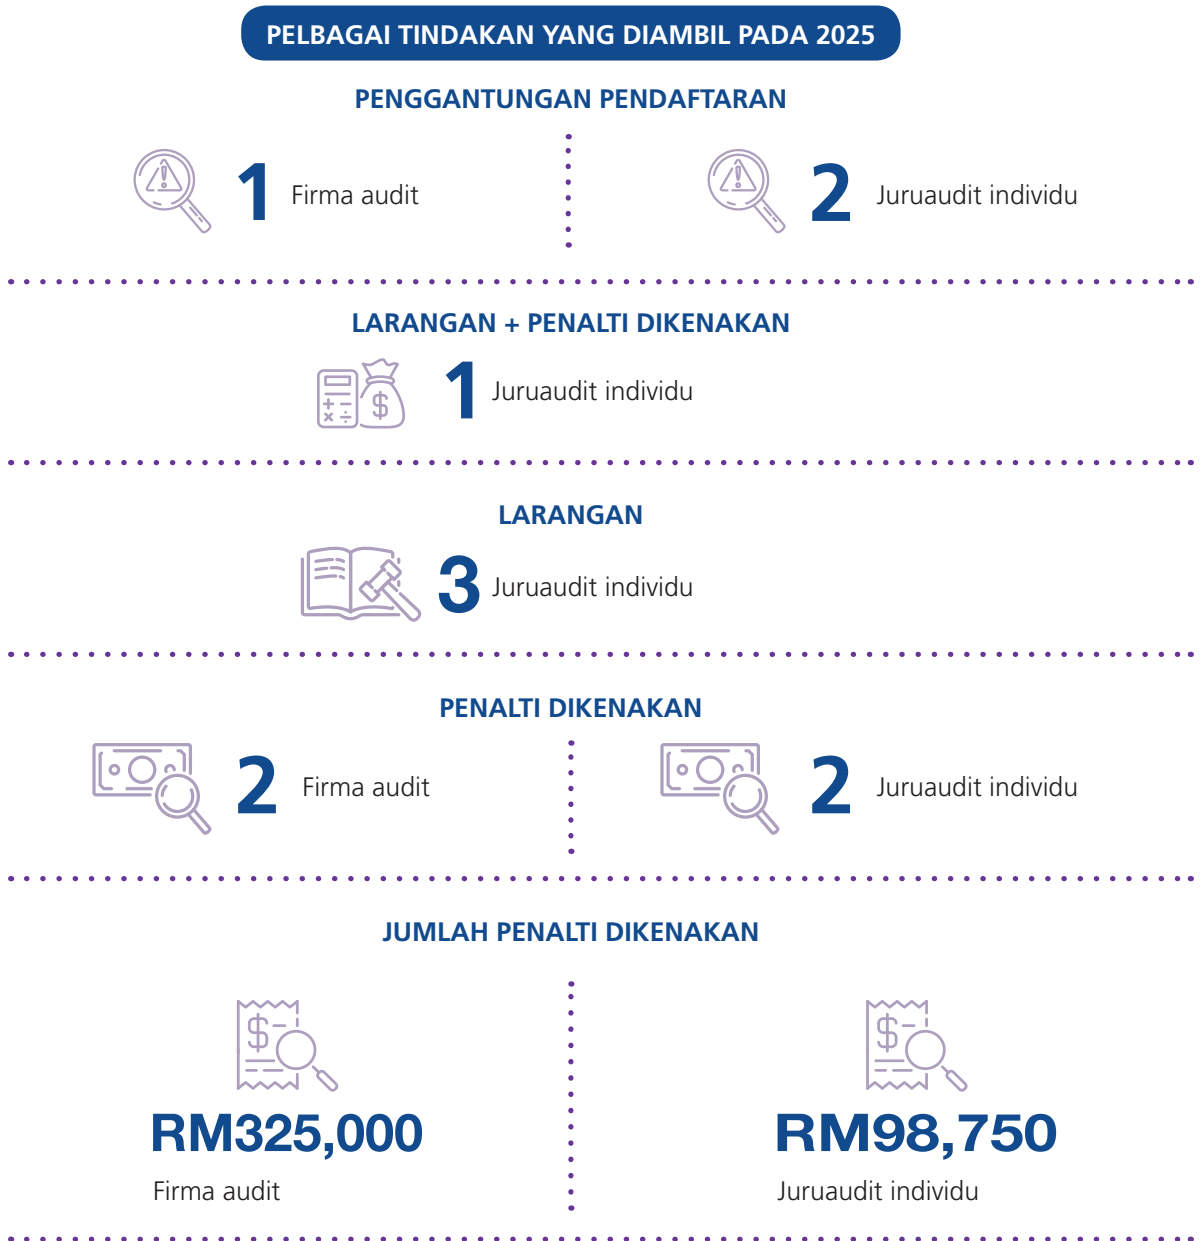 PELBAGAI TINDAKAN YANG DIAMBIL PADA 2025
PENGGANTUNGAN PENDAFTARAN
1 Firma audit
2 Juruaudit individu
LARANGAN + PENALTI DIKENAKAN
1 Juruaudit individu
LARANGAN
3 Juruaudit individu
PENALTI DIKENAKAN
2 Firma audit
2 Juruaudit individu
JUMLAH PENALTI DIKENAKAN
RM325,000
Firma audit
RM98,750
Juruaudit individu